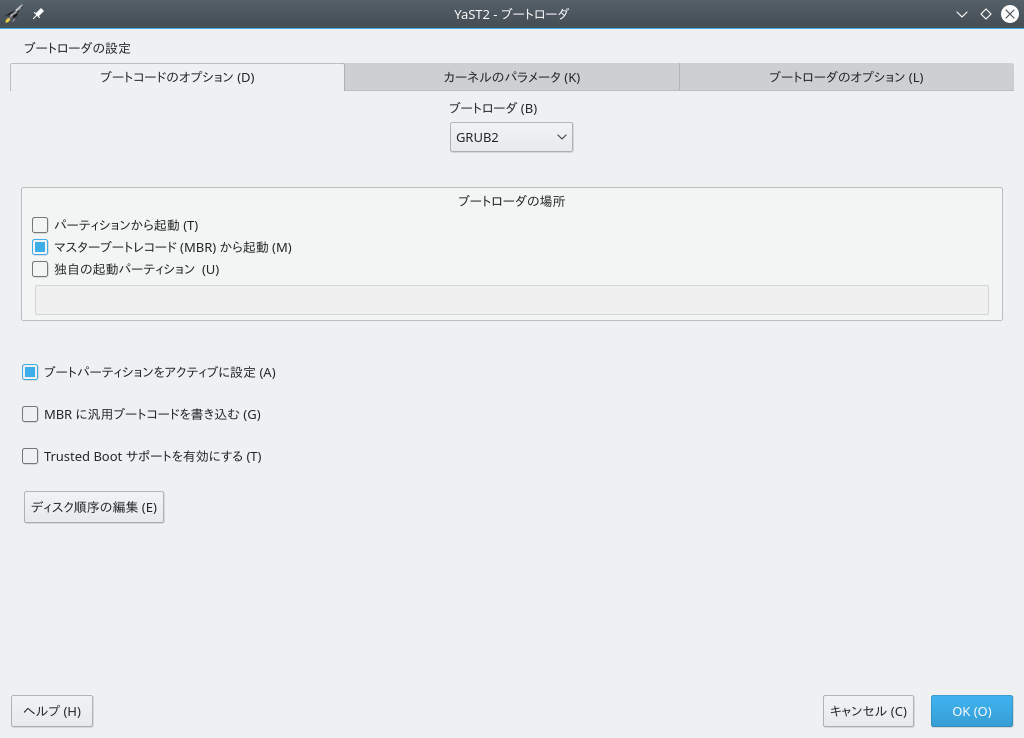 YaST2 - ブートローダ
ブートローダの設定
ブートコードのオプション (D)
カーネルのパラメータ (K)
ブートローダのオプション (L)
ブートローダ (B)
GRUB2
ブートローダの場所
パーティションから起動 (T)
マスターブートレコード (MBR) から起動 (M)
独自の起動パーティション (U)
ブートパーティションをアクティブに設定 (A)
MBR に汎用ブートコードを書き込む (G)
Trusted Boot サポートを有効にする (T)
ディスク順序の編集 (E)
ヘルプ (H)
キャンセル (C)
OK (O)